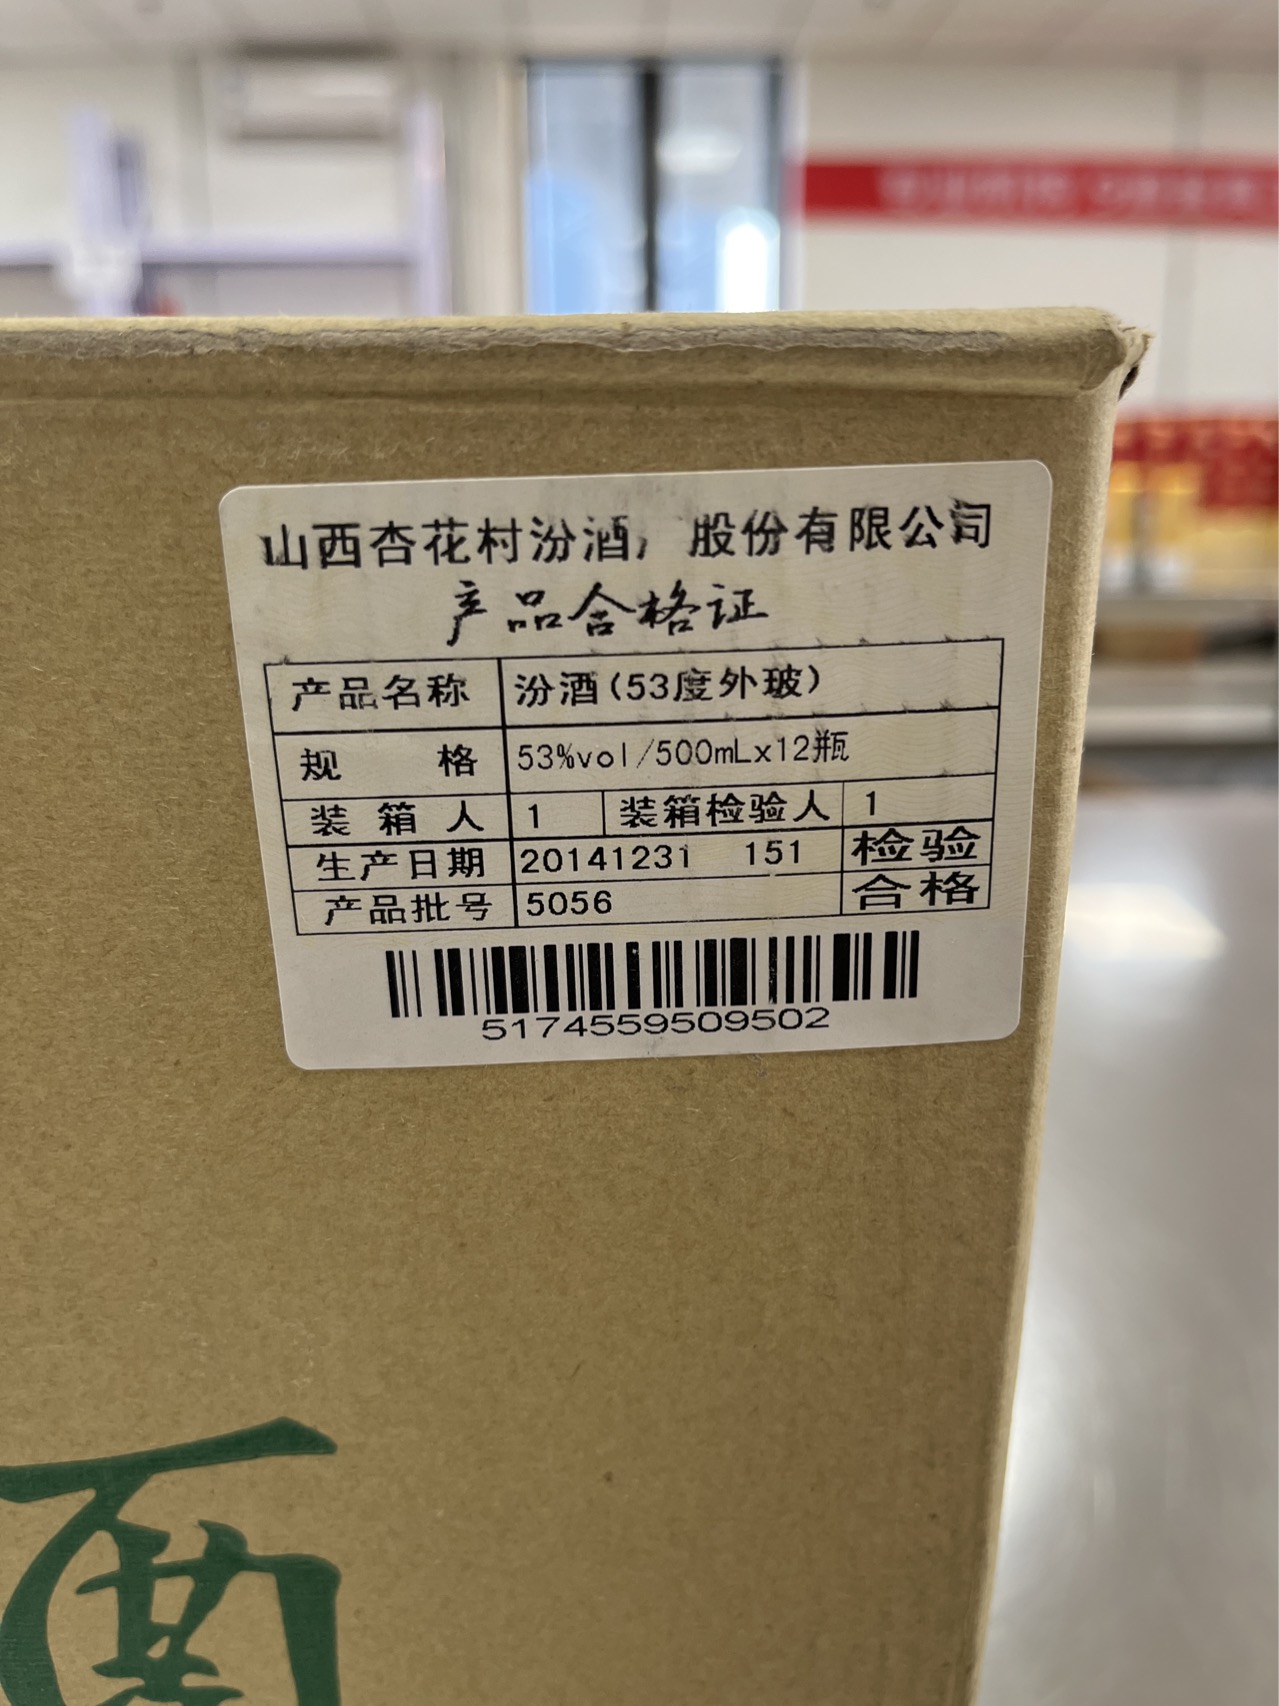 山西杏花村汾酒厂股份有限公司
产品合格证
产品名称 汾酒(53度外玻)
规 格 53%vol/500mLx12瓶
装 箱 人 1 装箱检验人 1
生产日期 20141231 151 检验
产品批号 5056 合格
5174559509502